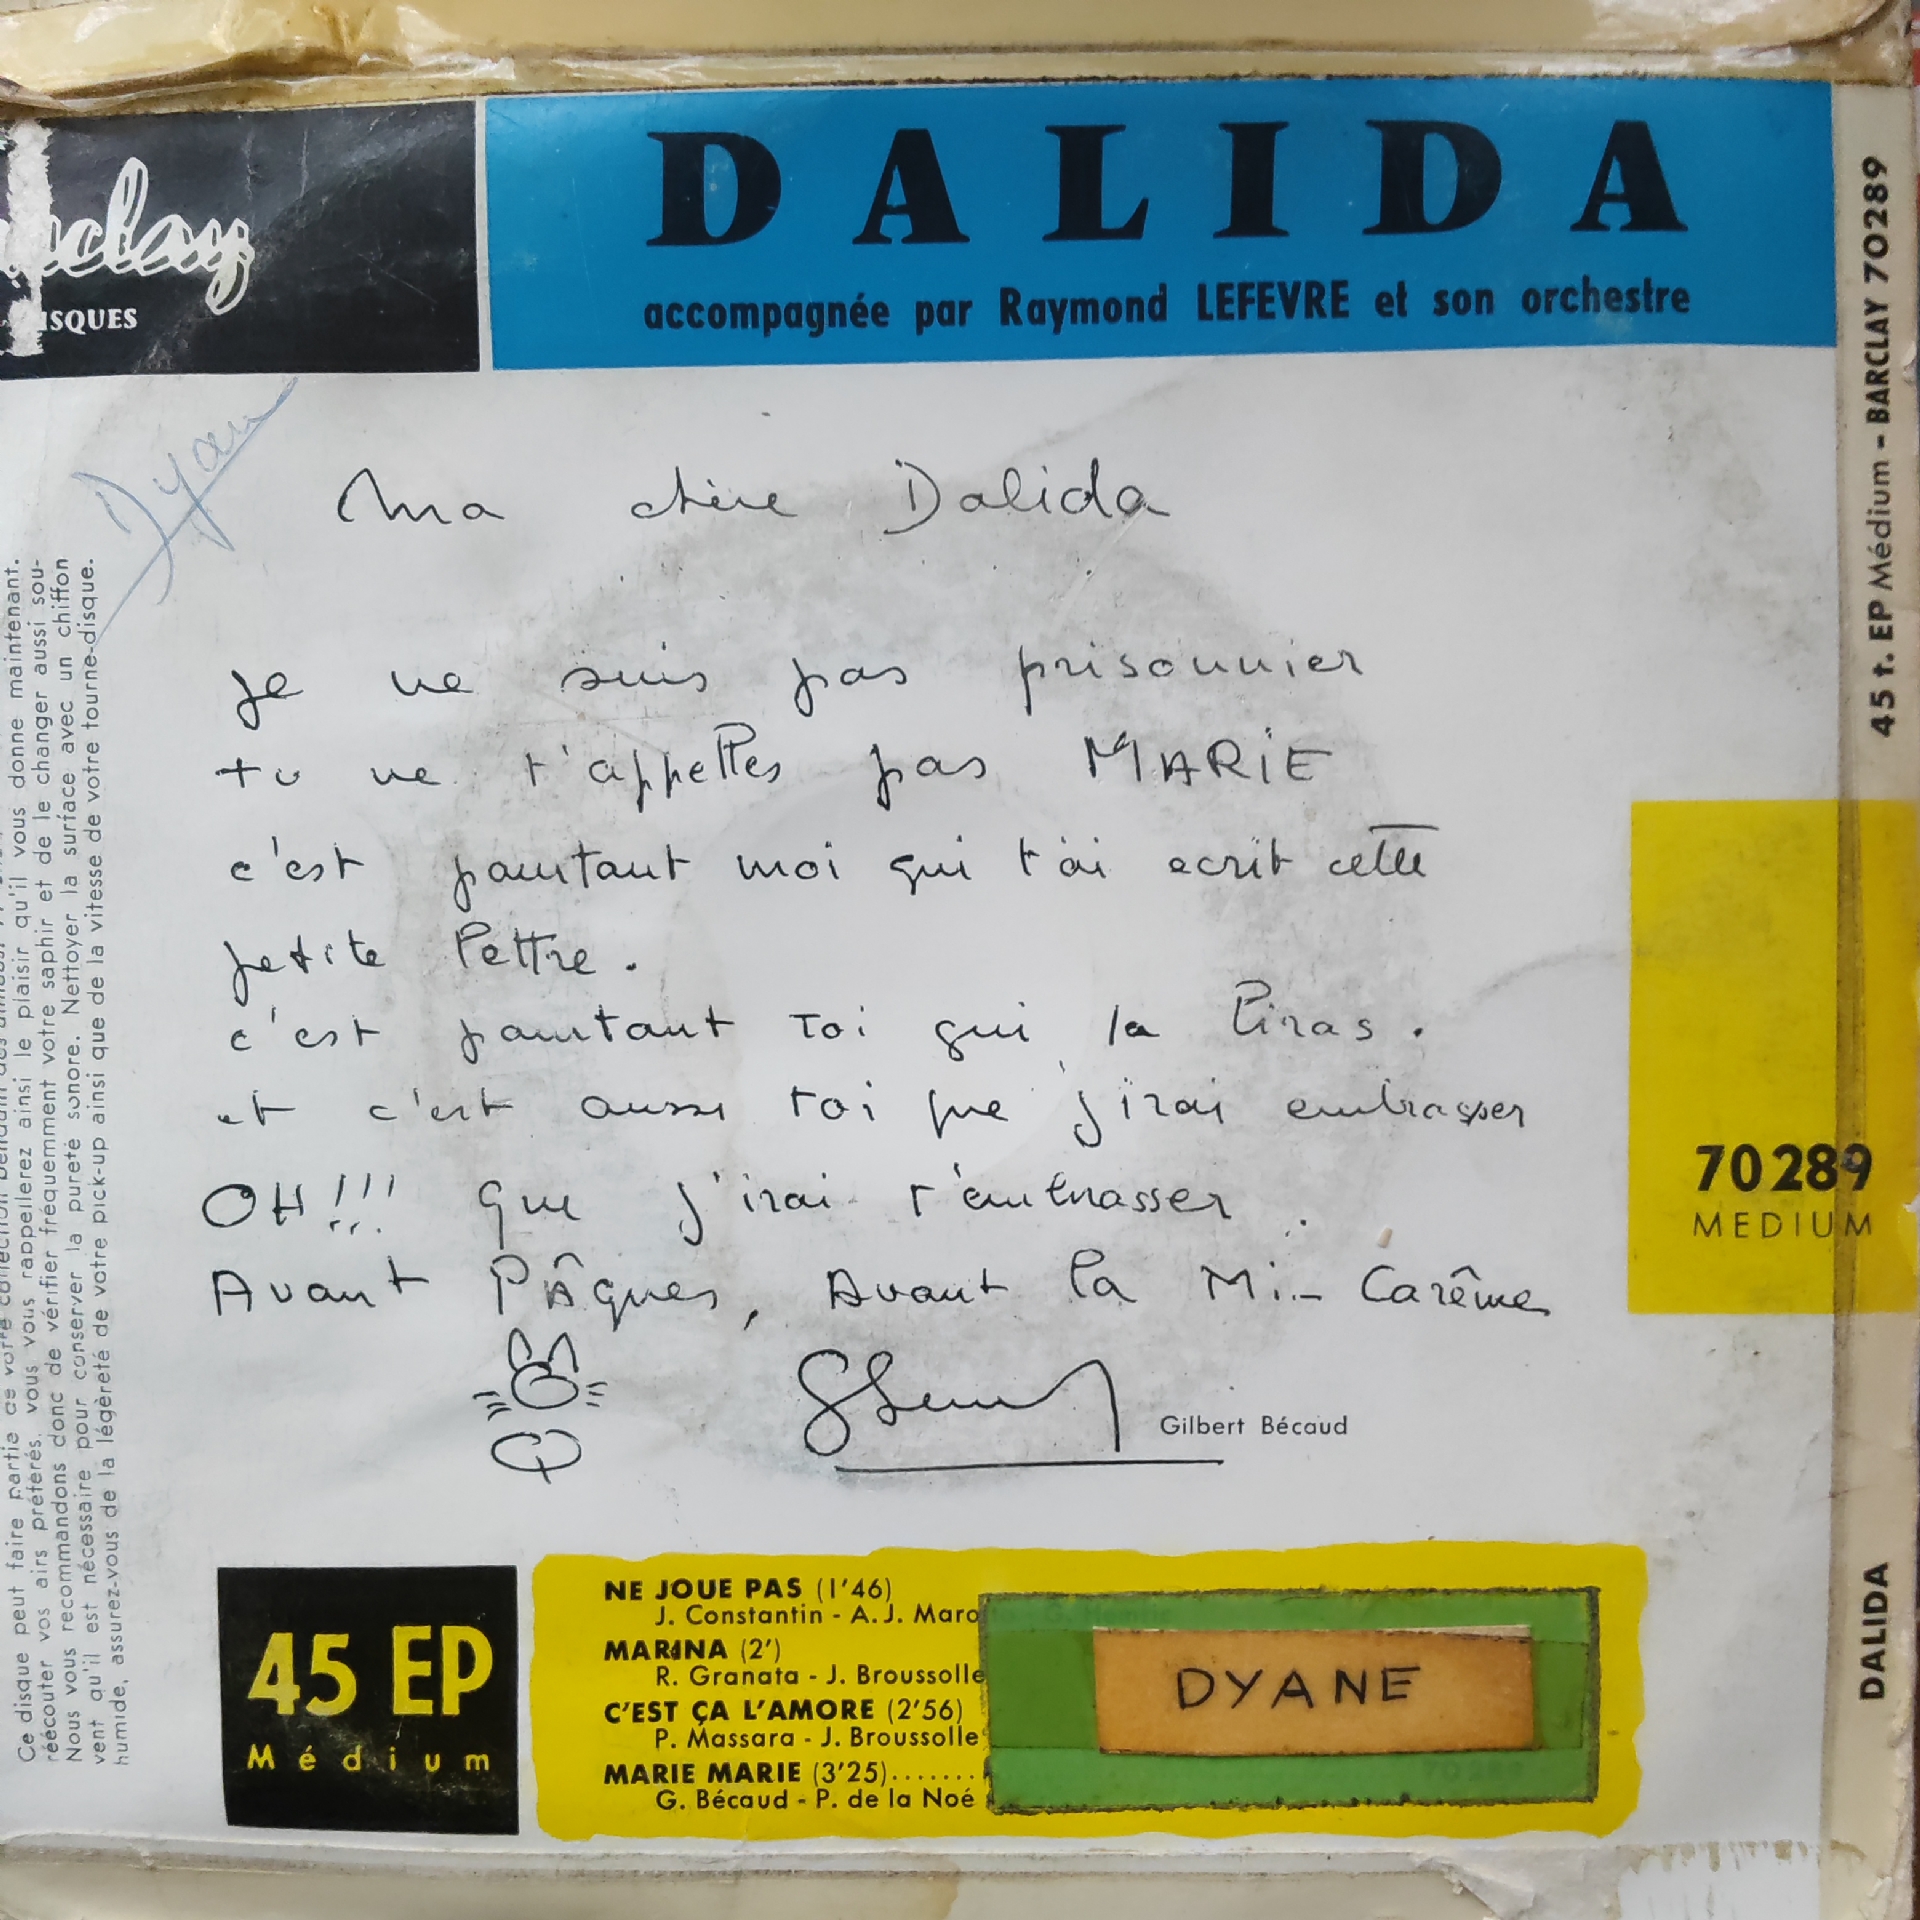 DISQUES
DALIDA
accompagnée par Raymond LEFEVRE et son orchestre
45 t. EP Médium - BARCLAY 70289
Dyane
Ma chère Dalida
je ne suis pas prisonnier
tu ne t'appelles pas MARIE
c'est pourtant moi qui t'ai ecrit cette
petite lettre.
c'est pourtant toi qui la liras.
et c'est aussi toi que j'irai embrasser
OH!!! que j'irai t'embrasser.
Avant Pâques, Avant la Mi-Carême
Gilbert Bécaud
70289
MEDIUM
Ce disque peut faire partie de votre collection pendant des années.
vous vous rappellerez ainsi le plaisir qu'il vous donne maintenant.
réécouter vos airs préférés.
Nous vous recommandons donc de vérifier fréquemment votre saphir et de le changer aussi sou-
vent qu'il est nécessaire pour conserver la pureté sonore. Nettoyer la surface avec un chiffon
humide, assurez-vous de la légèreté de votre pick-up ainsi que de la vitesse de votre tourne-disque.
45 EP
Médium
NE JOUE PAS (1'46)
J. Constantin - A. J. Maro
MARINA (2')
R. Granata - J. Broussolle
C'EST ÇA L'AMORE (2'56)
P. Massara - J. Broussolle
MARIE MARIE (3'25).......
G. Bécaud - P. de la Noé
DYANE
DALIDA